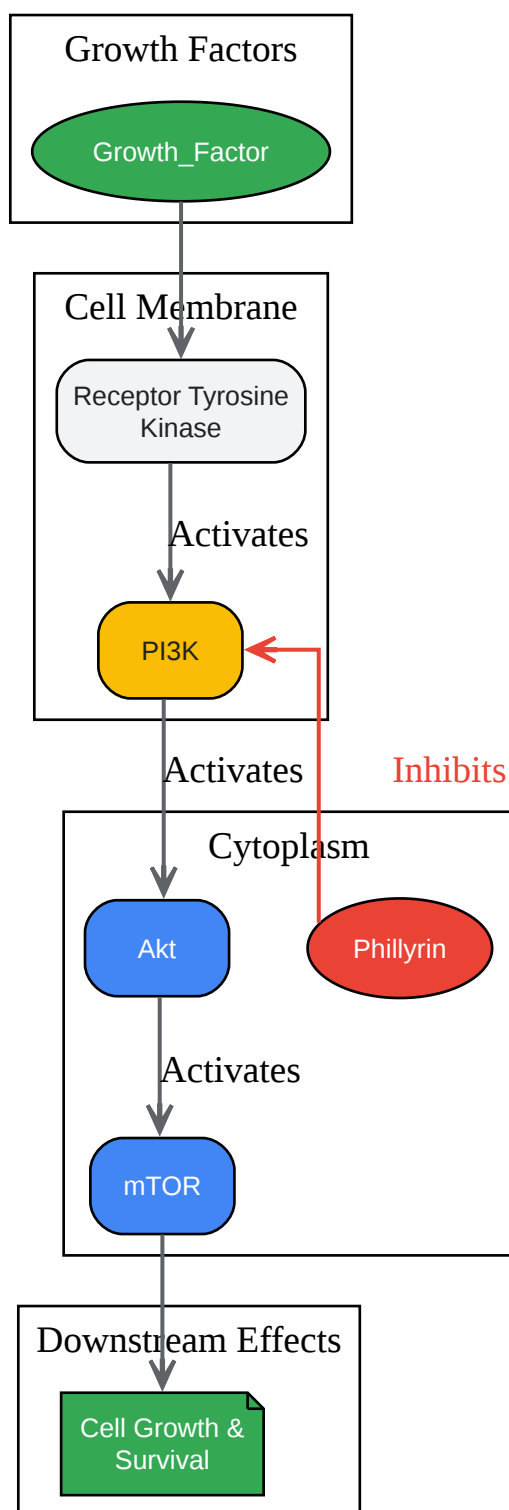 Growth Factors
Growth_Factor
Cell Membrane
Receptor Tyrosine
Kinase
Activates
PI3K
Activates
Inhibits
Cytoplasm
Akt
Phillyrin
Activates
mTOR
Downstream Effects
Cell Growth &
Survival